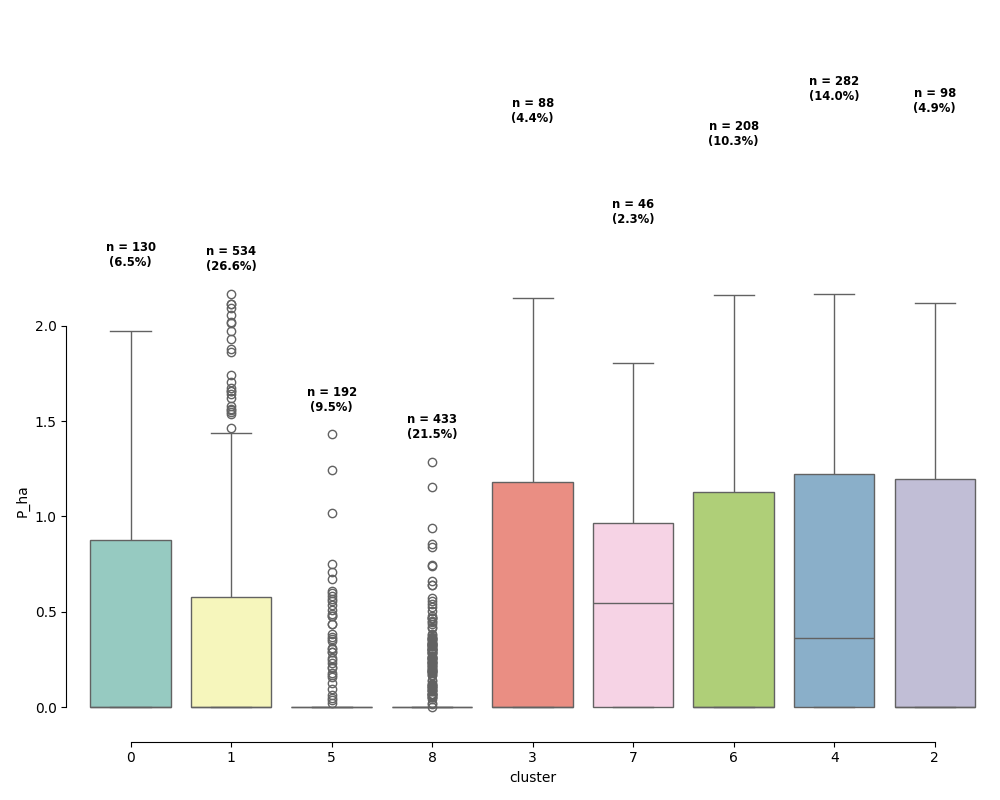 n = 282
(14.0%)
n = 98
(4.9%)
n = 88
(4.4%)
n = 208
(10.3%)
n = 46
(2.3%)
n = 130
(6.5%)
n = 534
(26.6%)
n = 192
(9.5%)
n = 433
(21.5%)
2.0
1.5
1.0
0.5
0.0
P_ha
0 1 5 8 3 7 6 4 2
cluster